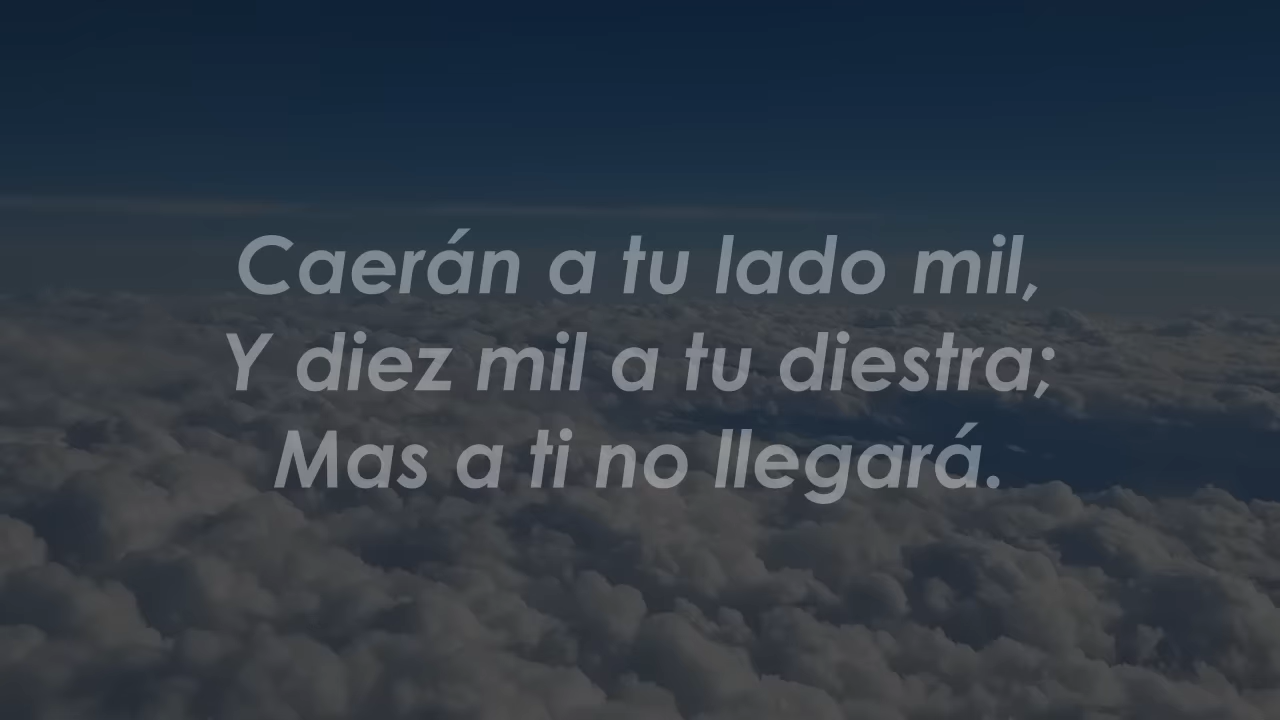 Caerán a tu lado mil,
Y diez mil a tu diestra;
Mas a ti no llegará.